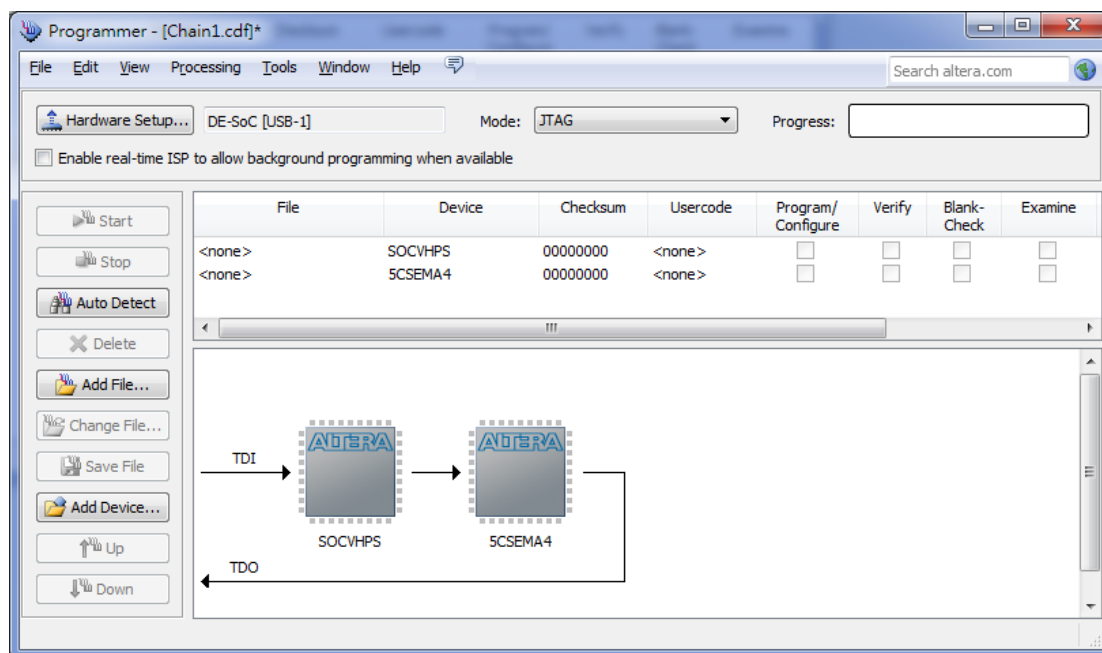 Programmer - [Chain1.cdf]*
File Edit View Processing Tools Window Help Search altera.com
Hardware Setup... DE-SoC [USB-1] Mode: JTAG Progress:
Enable real-time ISP to allow background programming when available
Start
Stop
Auto Detect
Delete
Add File...
Change File...
Save File
Add Device...
Up
Down
File Device Checksum Usercode Program/ Verify Blank- Examine
Configure Check
<none> SOCVHPS 00000000 <none>
<none> 5CSEMA4 00000000 <none>
ALTERA ALTERA
TDI
SOCVHPS 5CSEMA4
TDO